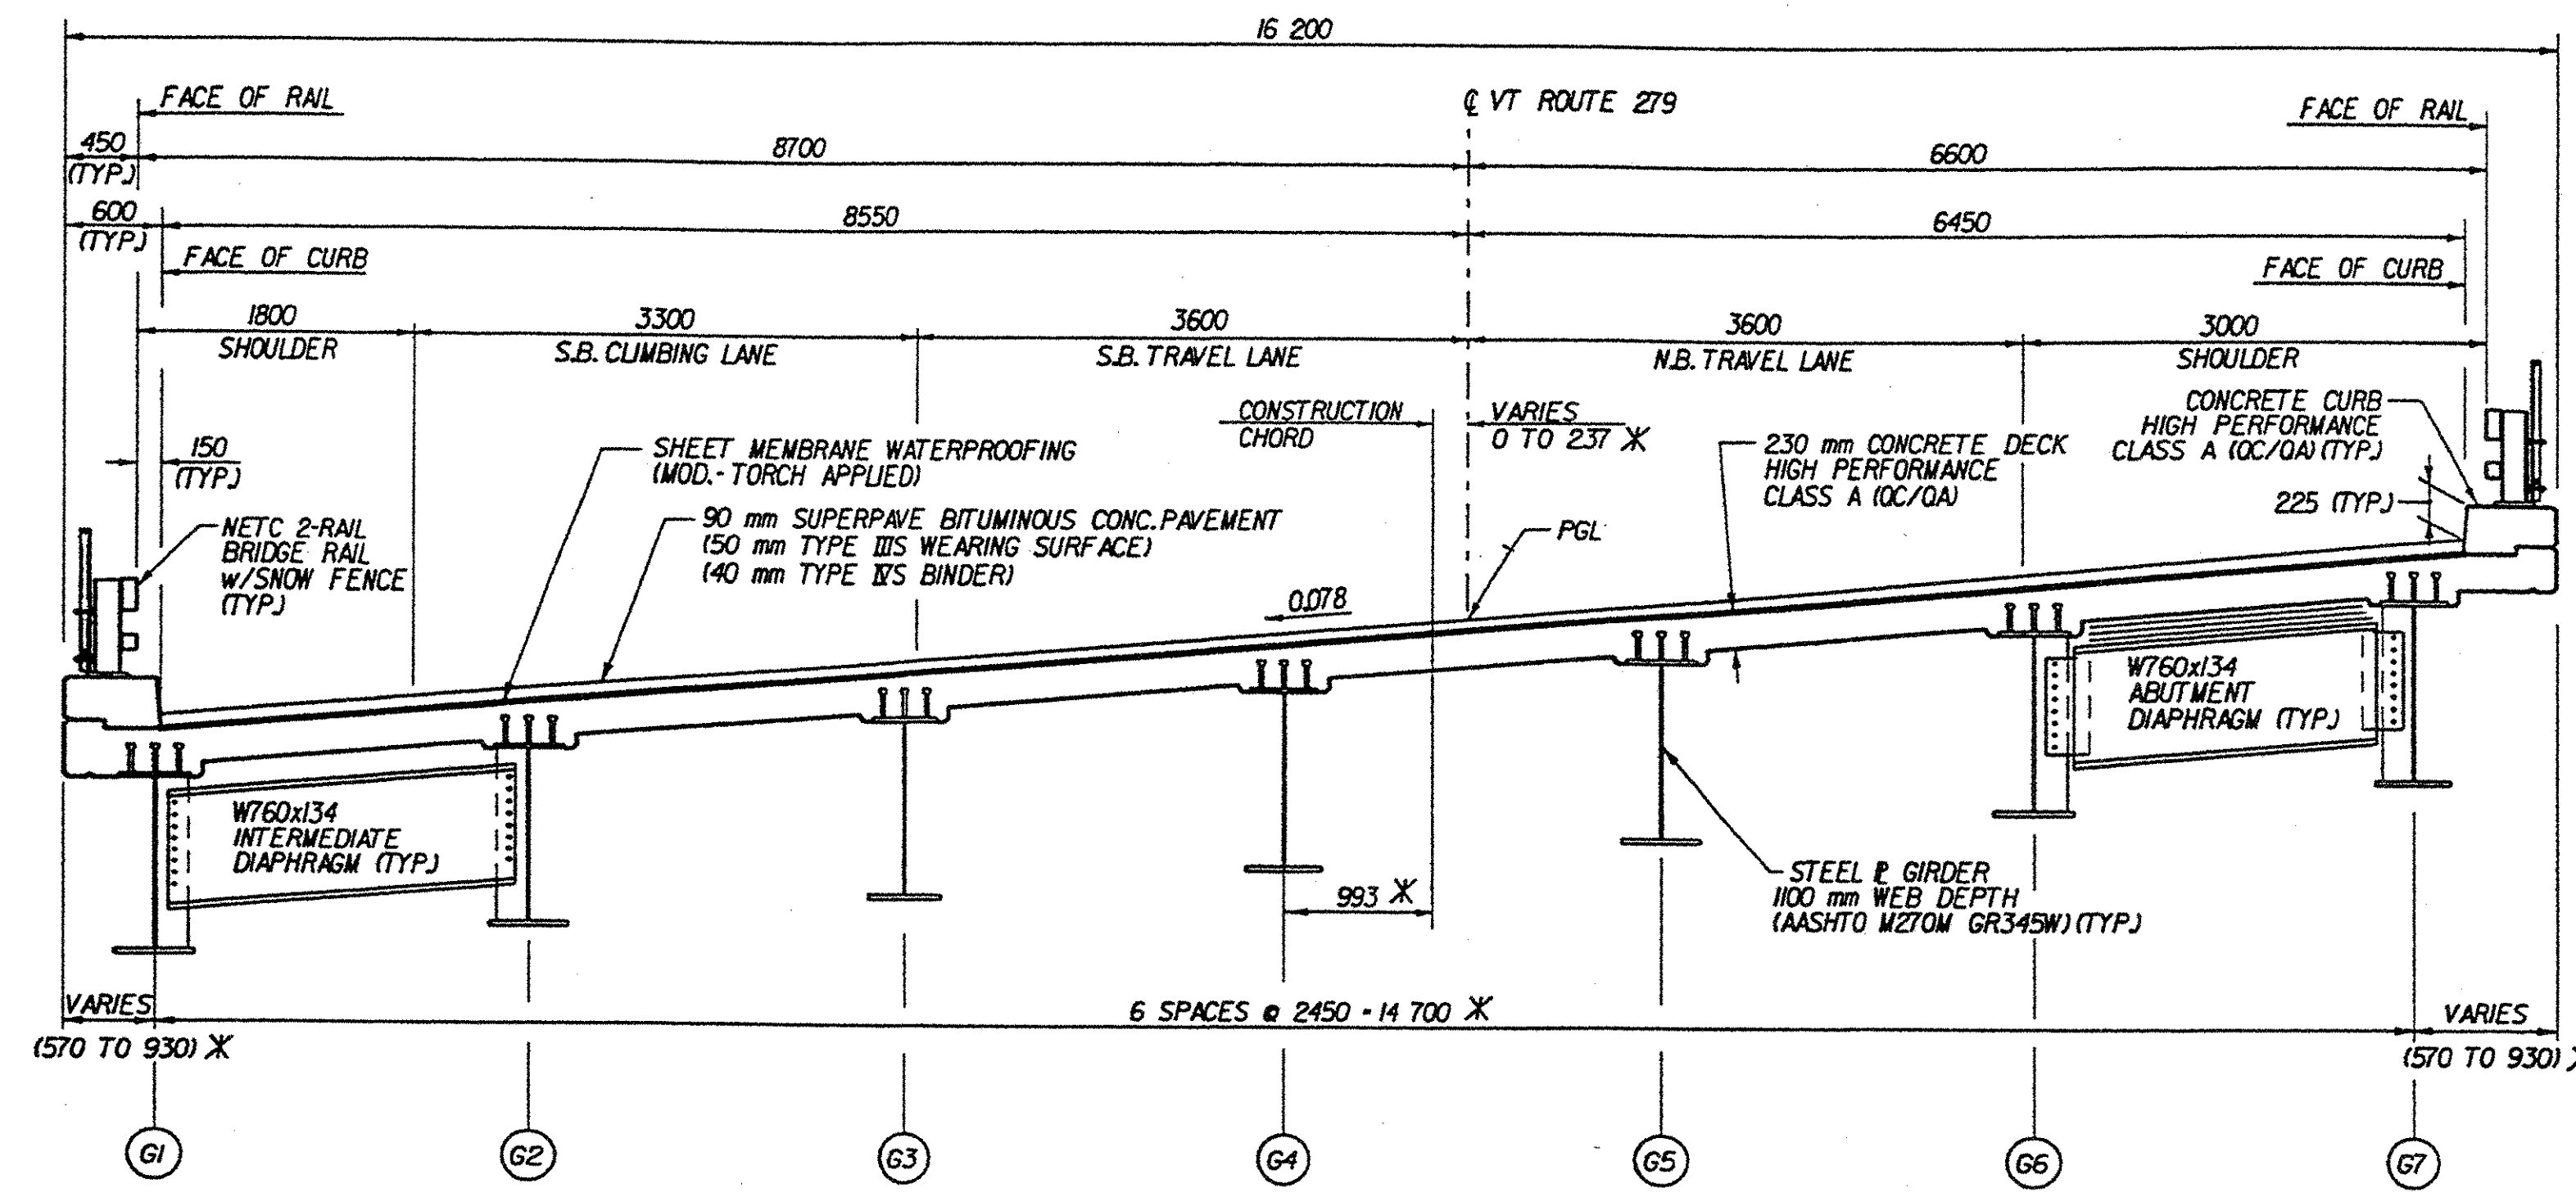 16 200
FACE OF RAIL
℄ VT ROUTE 279
FACE OF RAIL
450
(TYP.)
8700
6600
600
(TYP.)
8550
6450
FACE OF CURB
FACE OF CURB
1800
SHOULDER
3300
S.B. CLIMBING LANE
3600
S.B. TRAVEL LANE
3600
N.B. TRAVEL LANE
3000
SHOULDER
CONSTRUCTION
CHORD
VARIES
0 TO 237 Ж
CONCRETE CURB
HIGH PERFORMANCE
CLASS A (QC/QA) (TYP.)
150
(TYP.)
SHEET MEMBRANE WATERPROOFING
(MOD.- TORCH APPLIED)
230 mm CONCRETE DECK
HIGH PERFORMANCE
CLASS A (QC/QA)
225 (TYP.)
NETC 2-RAIL
BRIDGE RAIL
w/SNOW FENCE
(TYP.)
90 mm SUPERPAVE BITUMINOUS CONC. PAVEMENT
(50 mm TYPE IIIS WEARING SURFACE)
(40 mm TYPE IVS BINDER)
PGL
0.078
W760x134
ABUTMENT
DIAPHRAGM (TYP.)
W760x134
INTERMEDIATE
DIAPHRAGM (TYP.)
993 Ж
STEEL ⅊ GIRDER
1100 mm WEB DEPTH
(AASHTO M270M GR345W) (TYP.)
VARIES
(570 TO 930) Ж
6 SPACES @ 2450 = 14 700 Ж
VARIES
(570 TO 930)
G1
G2
G3
G4
G5
G6
G7